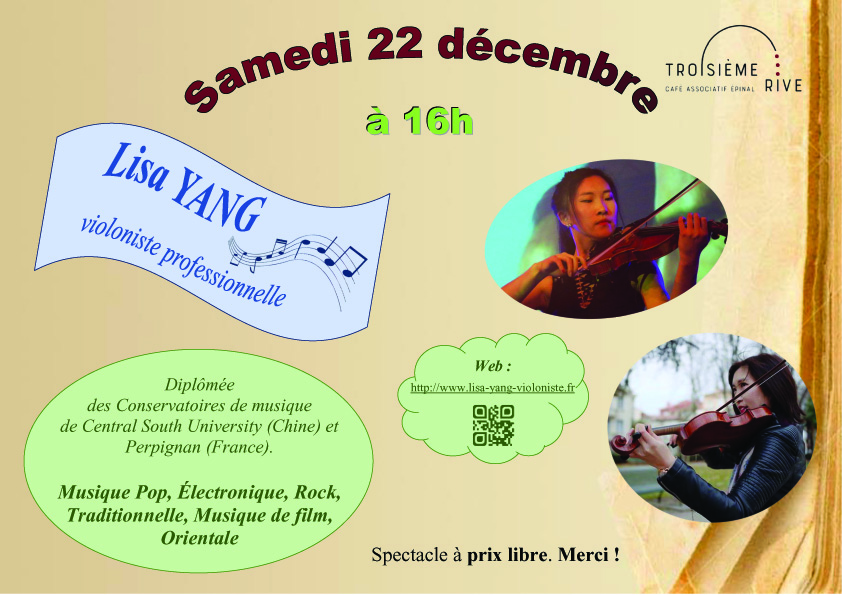 Samedi 22 décembre
à 16h
TROISIÈME
CAFE ASSOCIATIF EPINAL RIVE
Lisa YANG
violoniste professionnelle
Web :
http://www.lisa-yang-violoniste.fr
Diplômée
des Conservatoires de musique
de Central South University (Chine) et
Perpignan (France).
Musique Pop, Électronique, Rock,
Traditionnelle, Musique de film,
Orientale
Spectacle à prix libre. Merci !